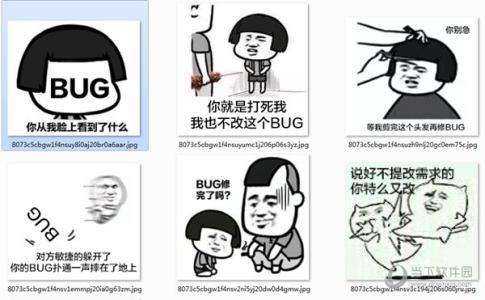 BUG
你从我脸上看到了什么
你就是打死我
我也不改这个BUG
你别急
等我剪完这个头发再修BUG
8073c5cbgw1f4nsuy8i0aj20br0a6aar.jpg
8073c5cbgw1f4nsuyumc1j206p06s3yz.jpg
8073c5cbgw1f4nsuzh9nlj20gc0em75c.jpg
BUG
对方敏捷的躲开了
你的BUG扑通一声摔在了地上
BUG修
完了吗?
说好不提改需求的
你特么又改
8073c5cbgw1f4nsv1emmpj20ia0g63zm.jpg
8073c5cbgw1f4nsv2ni5yj20dw0d4gmw.jpg
8073c5cbgw1f4nsv3c194j206s060jru.jpg
当下软件园